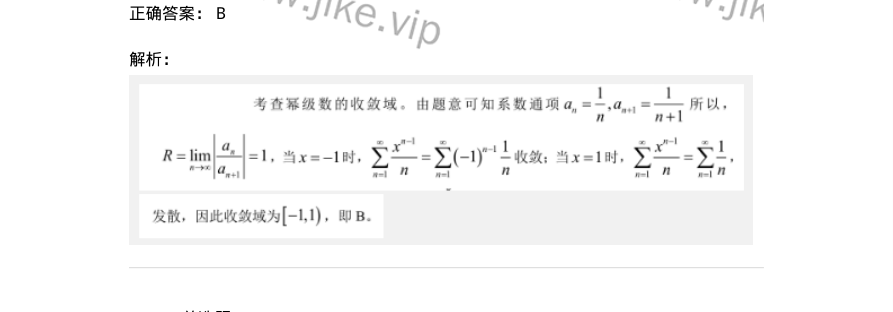 正确答案： B
w.jike.vip
解析：
考查幂级数的收敛域。由题意可知系数通项 a_n = 1/n, a_{n+1} = 1/(n+1) 所以，
R = lim_{n→∞} |a_n/a_{n+1}| = 1，当 x = −1 时，∑_{n=1}^{∞} x^{n−1}/n = ∑_{n=1}^{∞} (−1)^{n−1} 1/n 收敛；当 x = 1 时，∑_{n=1}^{∞} x^{n−1}/n = ∑_{n=1}^{∞} 1/n，
发散，因此收敛域为[−1,1)，即 B。